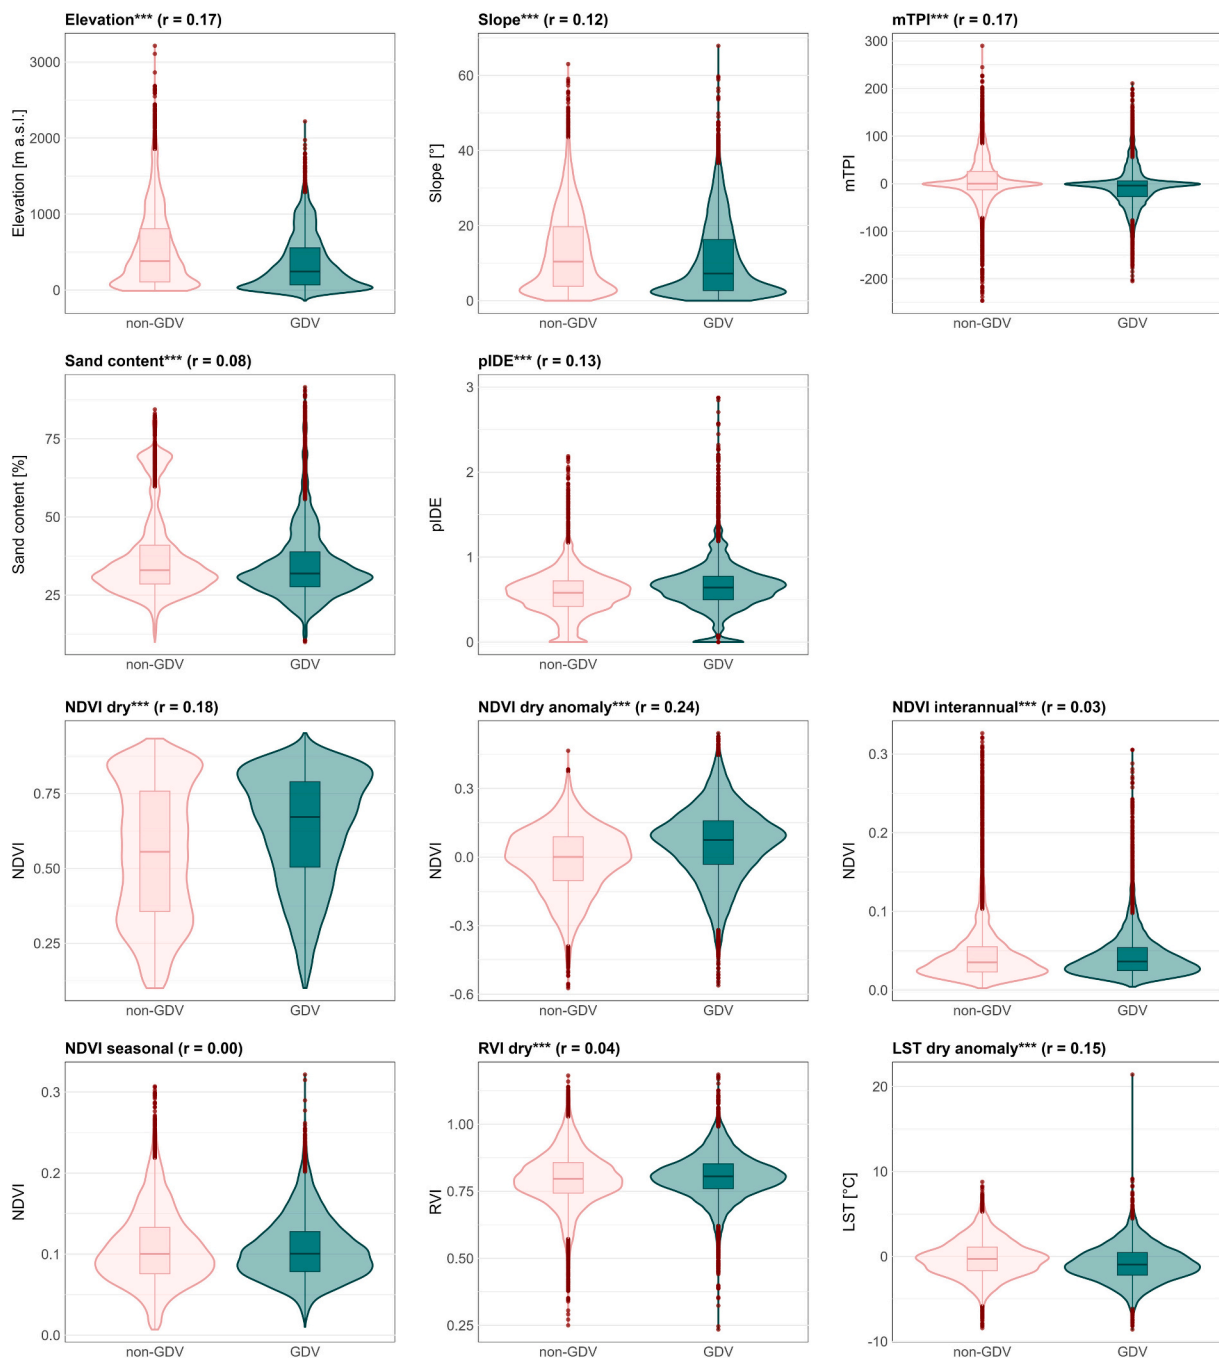 Elevation*** (r = 0.17)
Elevation [m a.s.l.]
3000
2000
1000
0
non-GDV
GDV
Slope*** (r = 0.12)
Slope [°]
60
40
20
0
non-GDV
GDV
mTPI*** (r = 0.17)
mTPI
300
200
100
0
-100
-200
non-GDV
GDV
Sand content*** (r = 0.08)
Sand content [%]
75
50
25
non-GDV
GDV
pIDE*** (r = 0.13)
pIDE
3
2
1
0
non-GDV
GDV
NDVI dry*** (r = 0.18)
NDVI
0.75
0.50
0.25
non-GDV
GDV
NDVI dry anomaly*** (r = 0.24)
NDVI
0.3
0.0
-0.3
-0.6
non-GDV
GDV
NDVI interannual*** (r = 0.03)
NDVI
0.3
0.2
0.1
0.0
non-GDV
GDV
NDVI seasonal (r = 0.00)
NDVI
0.3
0.2
0.1
0.0
non-GDV
GDV
RVI dry*** (r = 0.04)
RVI
1.00
0.75
0.50
0.25
non-GDV
GDV
LST dry anomaly*** (r = 0.15)
LST [°C]
20
10
0
-10
non-GDV
GDV